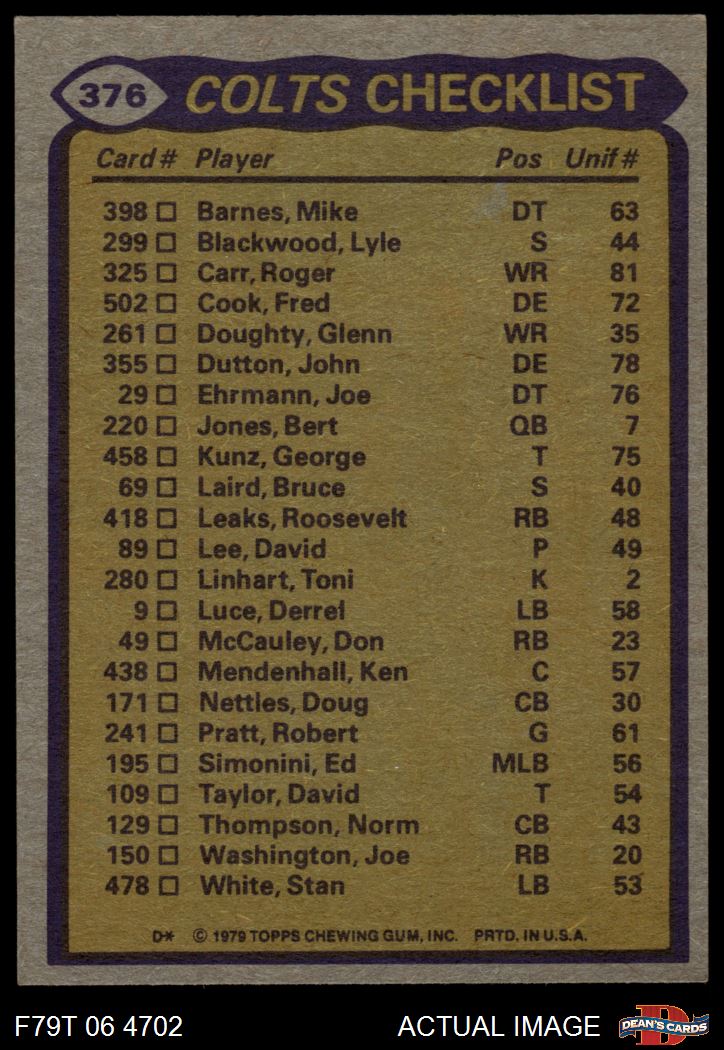 376 COLTS CHECKLIST
Card # Player Pos Unif #
398 □ Barnes, Mike DT 63
299 □ Blackwood, Lyle S 44
325 □ Carr, Roger WR 81
502 □ Cook, Fred DE 72
261 □ Doughty, Glenn WR 35
355 □ Dutton, John DE 78
29 □ Ehrmann, Joe DT 76
220 □ Jones, Bert QB 7
458 □ Kunz, George T 75
69 □ Laird, Bruce S 40
418 □ Leaks, Roosevelt RB 48
89 □ Lee, David P 49
280 □ Linhart, Toni K 2
9 □ Luce, Derrel LB 58
49 □ McCauley, Don RB 23
438 □ Mendenhall, Ken C 57
171 □ Nettles, Doug CB 30
241 □ Pratt, Robert G 61
195 □ Simonini, Ed MLB 56
109 □ Taylor, David T 54
129 □ Thompson, Norm CB 43
150 □ Washington, Joe RB 20
478 □ White, Stan LB 53
D* © 1979 TOPPS CHEWING GUM, INC. PRTD. IN U.S.A.
F79T 06 4702 ACTUAL IMAGE D DEAN'S CARDS